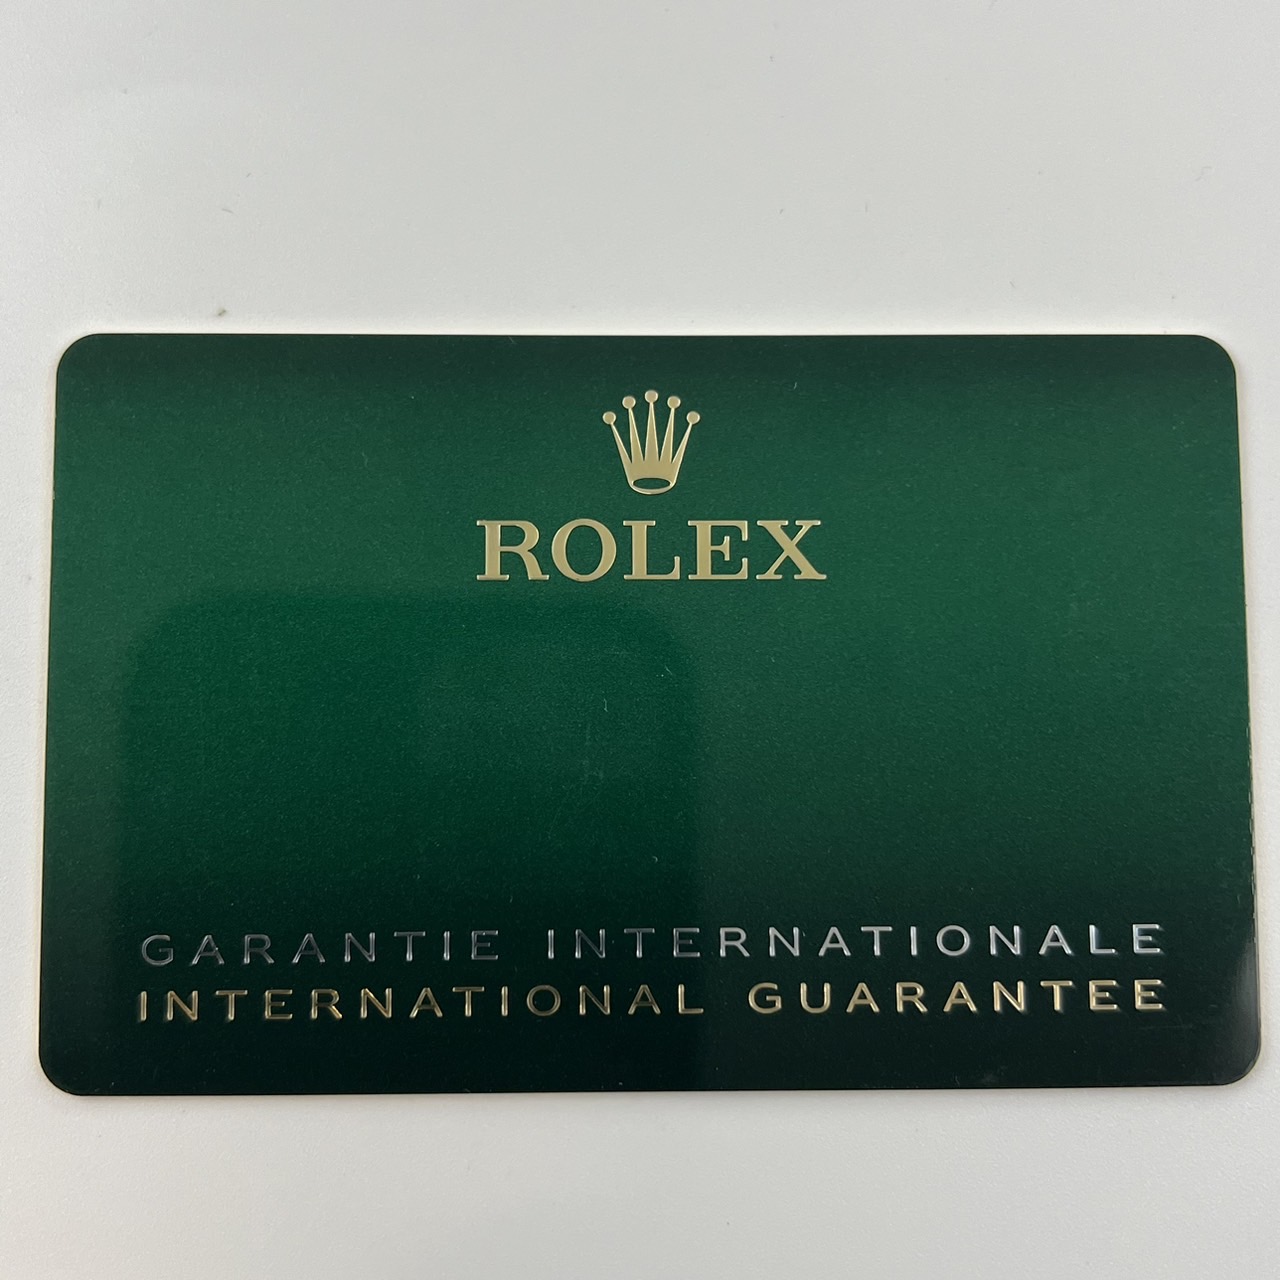 ROLEX
GARANTIE INTERNATIONALE
INTERNATIONAL GUARANTEE